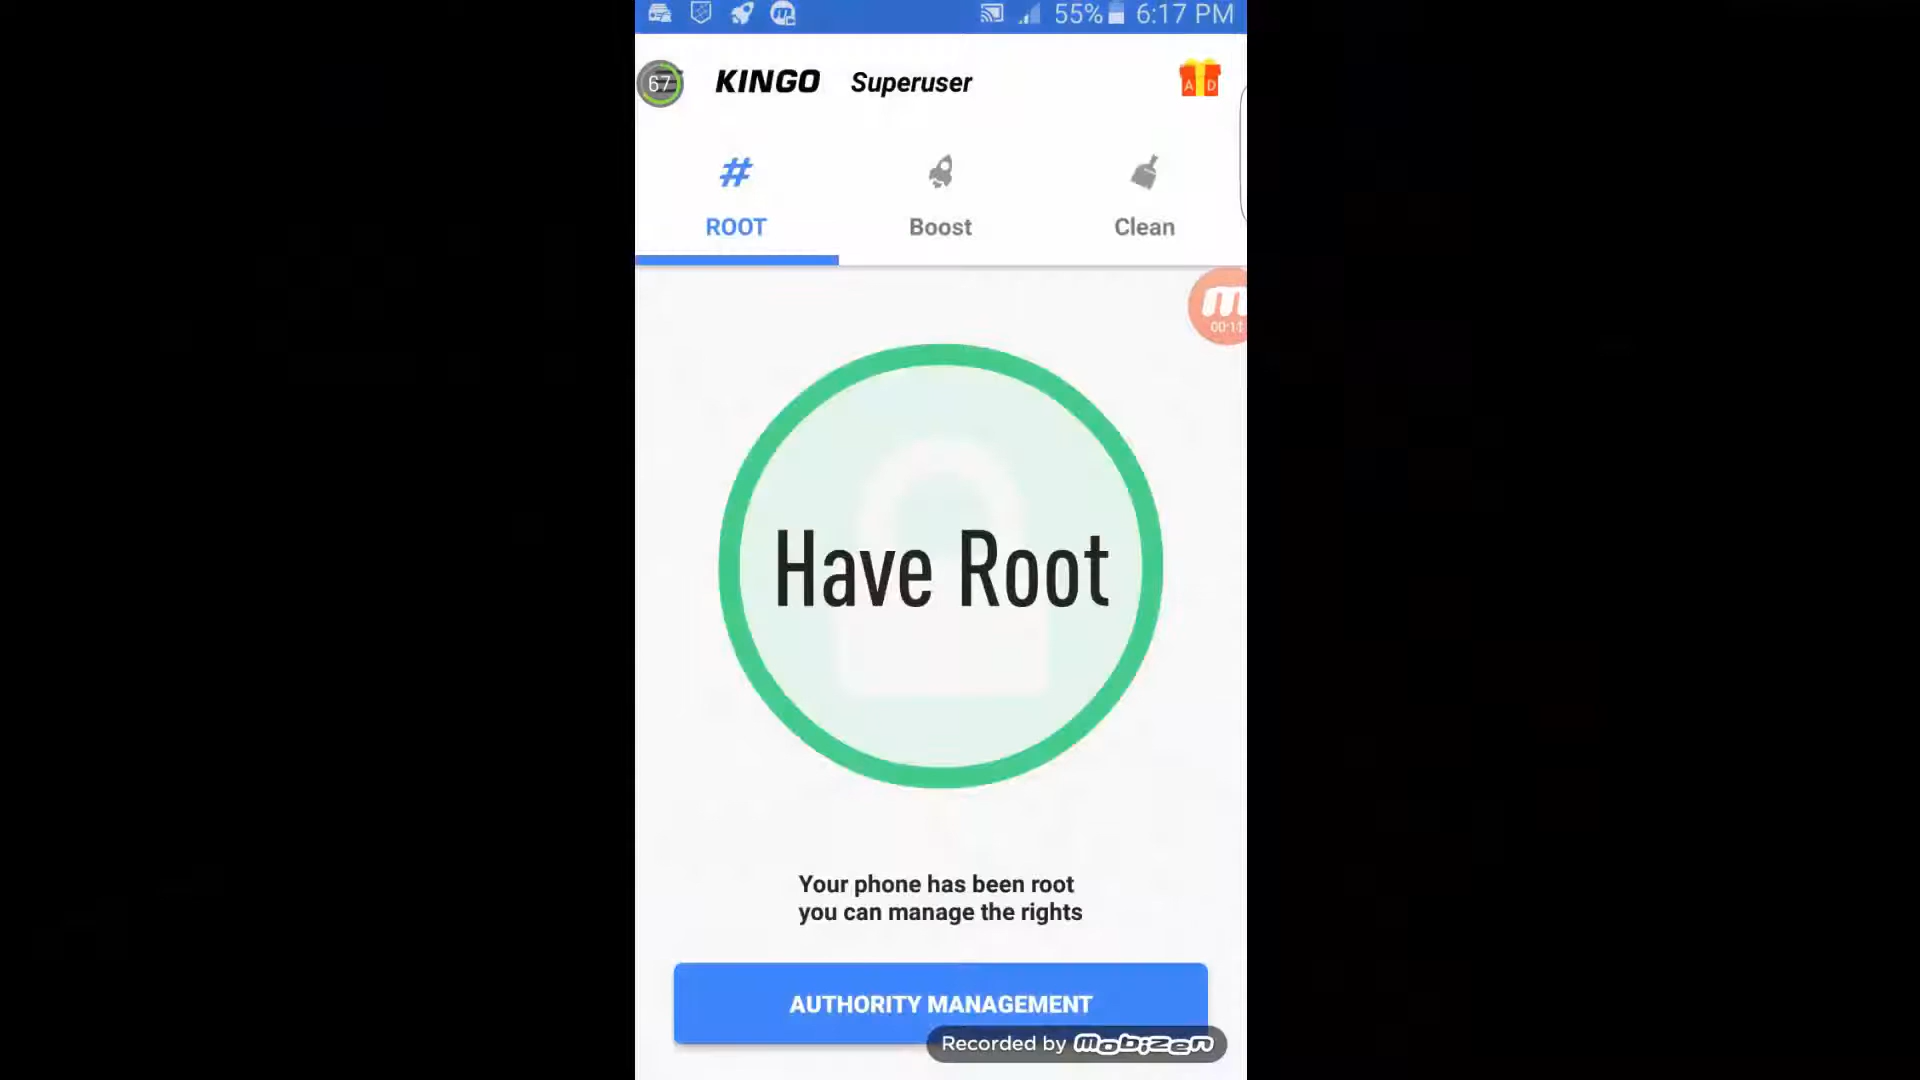 55% 6:17 PM
67 KINGO Superuser A D
# ROOT
Boost
Clean
m
00:11
Have Root
Your phone has been root
you can manage the rights
AUTHORITY MANAGEMENT
Recorded by mobizen